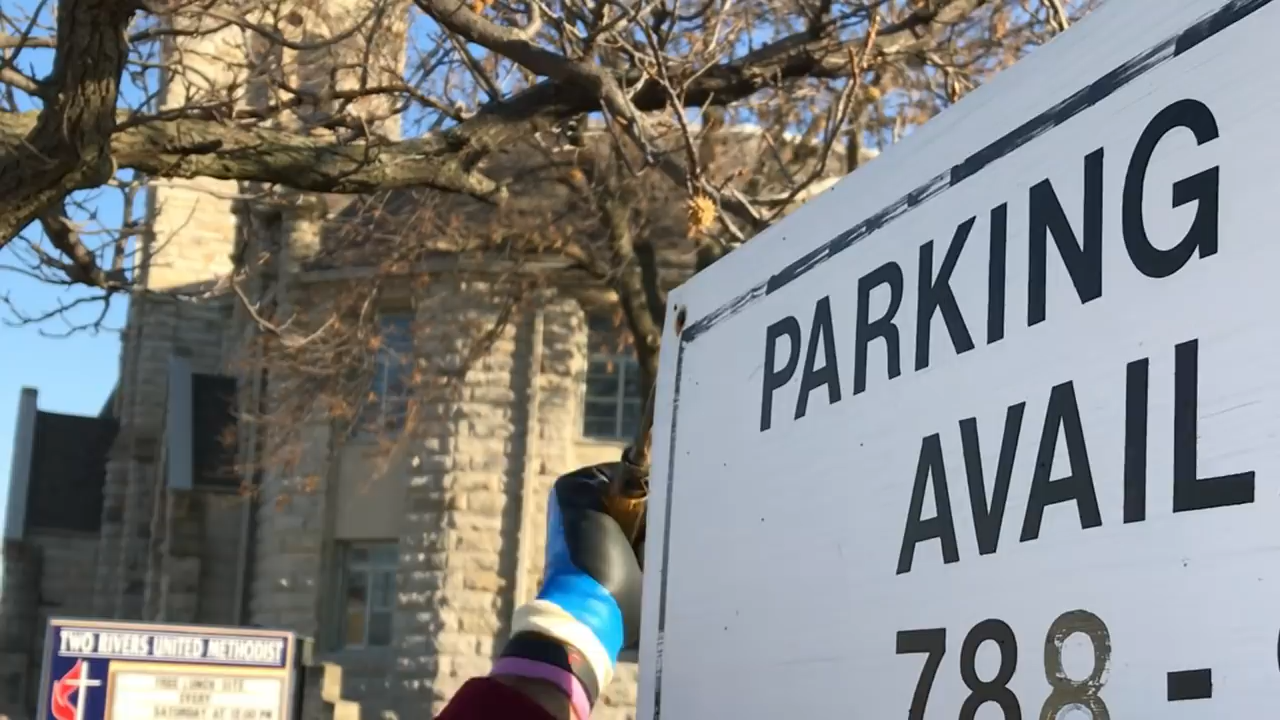 PARKING
AVAIL
788 -
TWO RIVERS UNITED METHODIST
FREE LUNCH SITE
EVERY
SATURDAY AT 12:00 PM